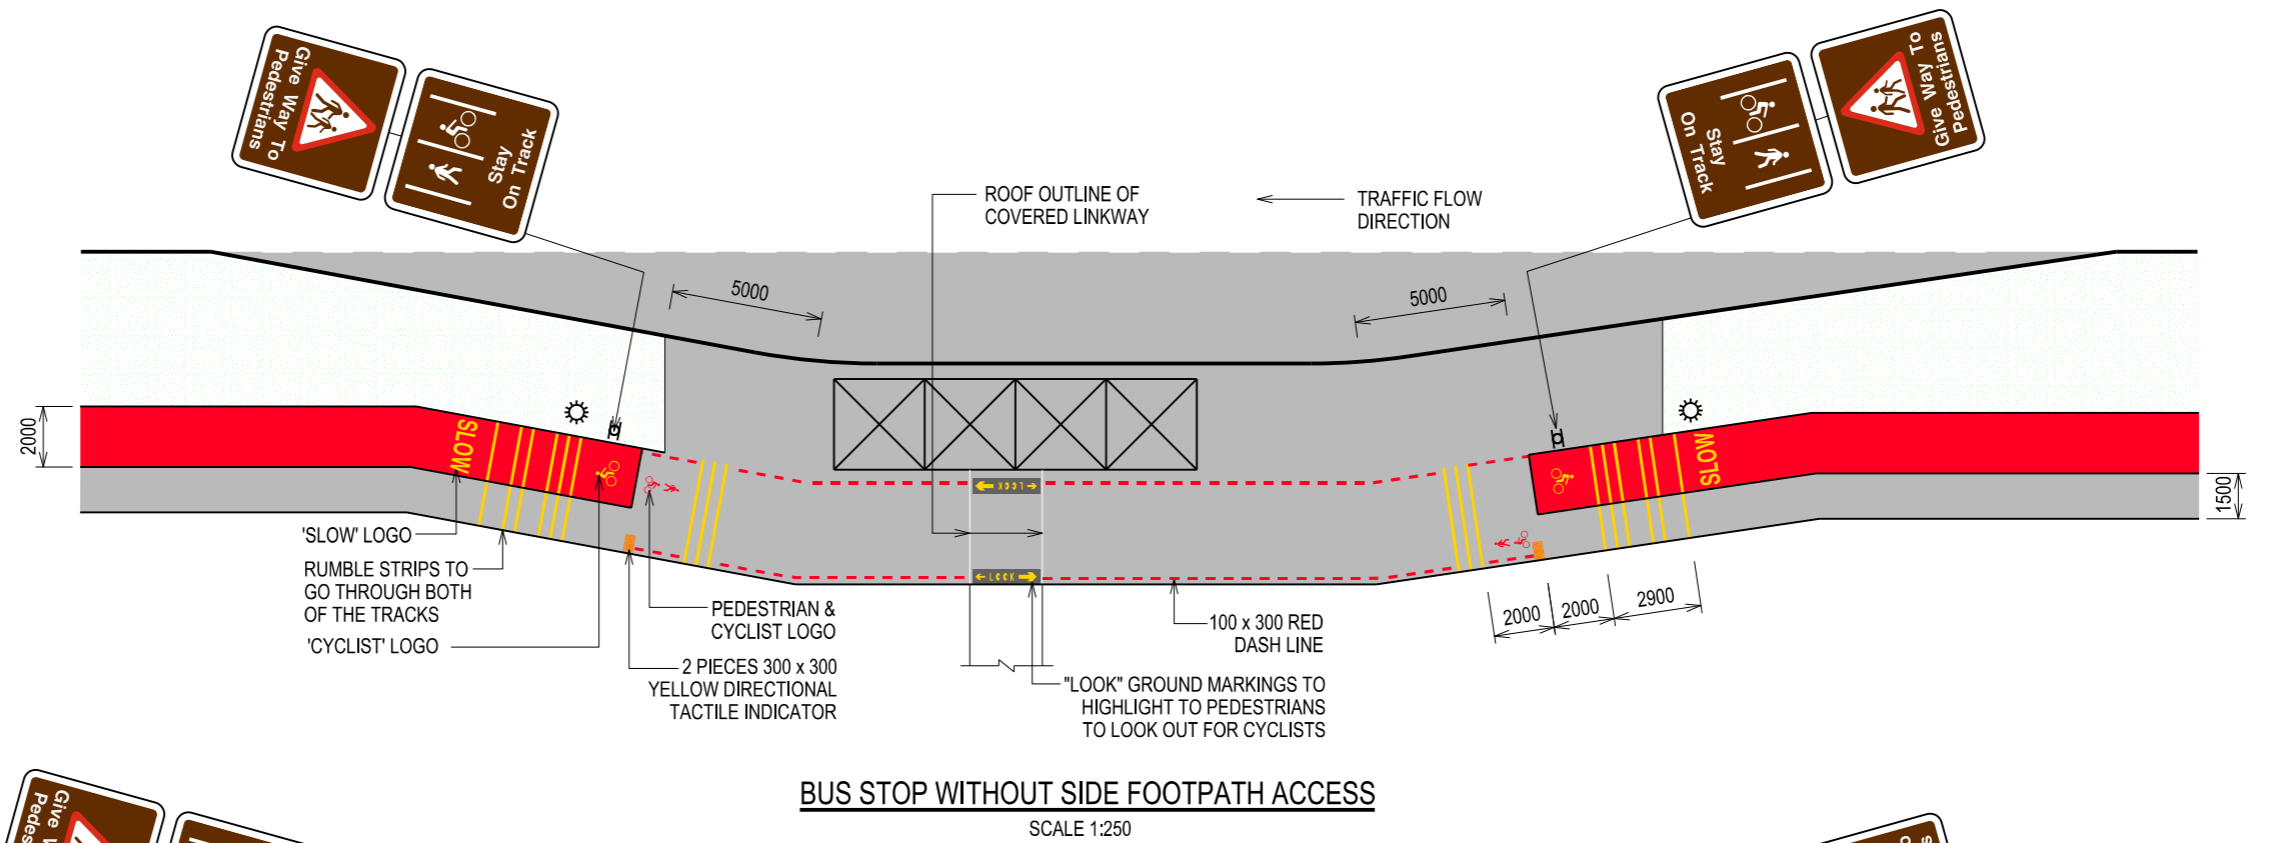 Give Way To
Pedestrians
Stay
On Track
Stay
On Track
Give Way To
Pedestrians
ROOF OUTLINE OF
COVERED LINKWAY
TRAFFIC FLOW
DIRECTION
5000
5000
2000
SLOW
SLOW
LOOK
LOOK
1500
'SLOW' LOGO
RUMBLE STRIPS TO
GO THROUGH BOTH
OF THE TRACKS
'CYCLIST' LOGO
PEDESTRIAN &
CYCLIST LOGO
2 PIECES 300 x 300
YELLOW DIRECTIONAL
TACTILE INDICATOR
100 x 300 RED
DASH LINE
"LOOK" GROUND MARKINGS TO
HIGHLIGHT TO PEDESTRIANS
TO LOOK OUT FOR CYCLISTS
2000
2000
2900
BUS STOP WITHOUT SIDE FOOTPATH ACCESS
SCALE 1:250
Give
Pedes